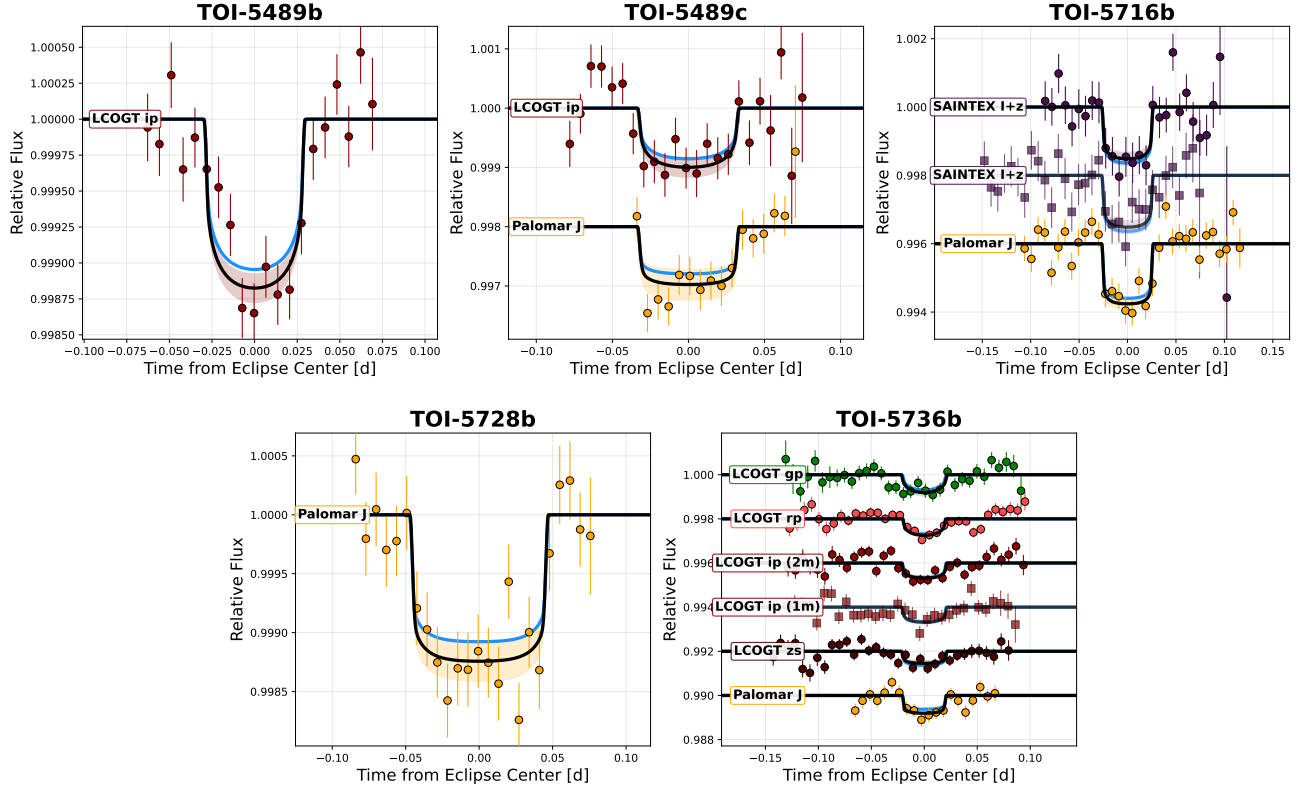 TOI-5489b
TOI-5489c
TOI-5716b
Relative Flux
1.00050
1.00025
1.00000
0.99975
0.99950
0.99925
0.99900
0.99875
0.99850
LCOGT ip
−0.100 −0.075 −0.050 −0.025 0.000 0.025 0.050 0.075 0.100
Time from Eclipse Center [d]
Relative Flux
1.001
1.000
0.999
0.998
0.997
LCOGT ip
Palomar J
−0.10 −0.05 0.00 0.05 0.10
Time from Eclipse Center [d]
Relative Flux
1.002
1.000
0.998
0.996
0.994
SAINTEX I+z
SAINTEX I+z
Palomar J
−0.15 −0.10 −0.05 0.00 0.05 0.10 0.15
Time from Eclipse Center [d]
TOI-5728b
TOI-5736b
Relative Flux
1.0005
1.0000
0.9995
0.9990
0.9985
Palomar J
−0.10 −0.05 0.00 0.05 0.10
Time from Eclipse Center [d]
Relative Flux
1.000
0.998
0.996
0.994
0.992
0.990
0.988
LCOGT gp
LCOGT rp
LCOGT ip (2m)
LCOGT ip (1m)
LCOGT zs
Palomar J
−0.15 −0.10 −0.05 0.00 0.05 0.10
Time from Eclipse Center [d]